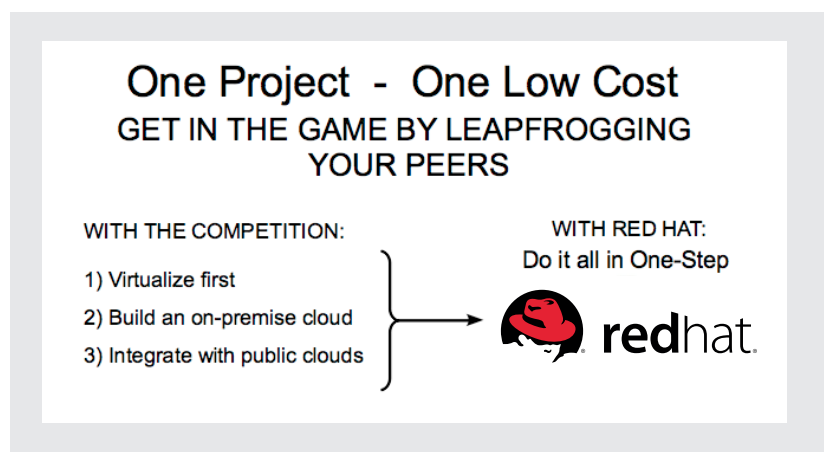 One Project - One Low Cost
GET IN THE GAME BY LEAPFROGGING
YOUR PEERS
WITH THE COMPETITION:
1) Virtualize first
2) Build an on-premise cloud
3) Integrate with public clouds
WITH RED HAT:
Do it all in One-Step
redhat.